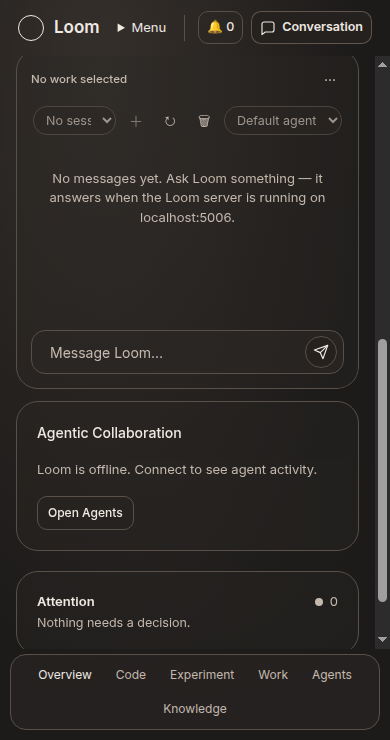 Loom
Menu
0
Conversation
No work selected
...
No sess
Default agent
No messages yet. Ask Loom something — it
answers when the Loom server is running on
localhost:5006.
Message Loom...
Agentic Collaboration
Loom is offline. Connect to see agent activity.
Open Agents
Attention
0
Nothing needs a decision.
Overview
Code
Experiment
Work
Agents
Knowledge